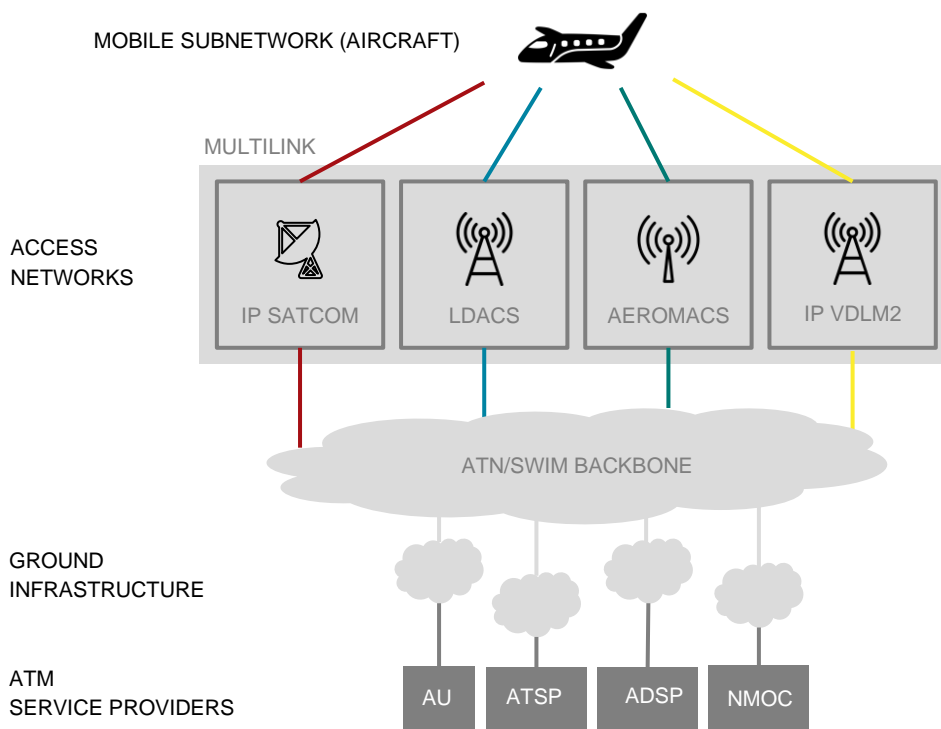 MOBILE SUBNETWORK (AIRCRAFT)
MULTILINK
ACCESS
NETWORKS
IP SATCOM
LDACS
AEROMACS
IP VDLM2
ATN/SWIM BACKBONE
GROUND
INFRASTRUCTURE
ATM
SERVICE PROVIDERS
AU
ATSP
ADSP
NMOC